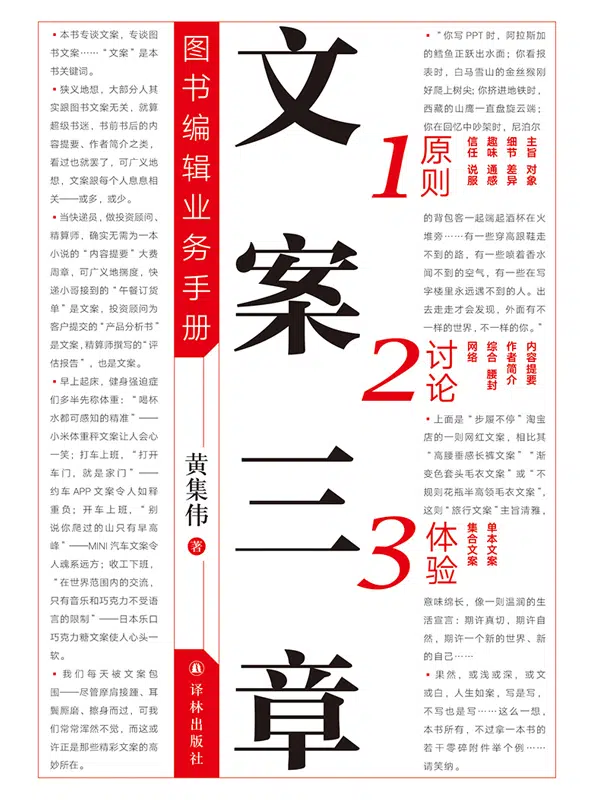 ▪ 本书专谈文案，专谈图
书文案……“文案”是本
书关键词。
▪ 狭义地想，大部分人其
实跟图书文案无关，就算
超级书迷，书前书后的内
容提要、作者简介之类，
看过也就罢了，可广义地
想，文案跟每个人息息相
关——或多，或少。
▪ 当快递员，做投资顾问、
精算师，确实无需为一本
小说的“内容提要”大费
周章，可广义地揣度，快
递小哥接到的“午餐订货
单”是文案，投资顾问为
客户提交的“产品分析书”
是文案，精算师撰写的“评
估报告”，也是文案。
▪ 早上起床，健身强迫症
们多半先称体重：“喝杯
水都可感知的精准”——
小米体重秤文案让人会心
一笑；打车上班，“打开
车门，就是家门”——
约车APP文案令人如释
重负；开车上班，“别
说你爬过的山只有早高
峰”——MINI汽车文案令
人魂系远方；收工下班，
“在世界范围内的交流，
只有音乐和巧克力不受语
言的限制”——日本乐口
巧克力糖文案使人心头一
软。
▪ 我们每天被文案包
围——尽管摩肩接踵、耳
鬓厮磨、擦身而过，可我
们常常浑然不觉，而这或
许正是那些精彩文案的高
妙所在。
图书编辑业务手册
黄集伟
著
译林出版社
文案三章
▪ “你写PPT时，阿拉斯加
的鳕鱼正跃出水面；你看报
表时，白马雪山的金丝猴刚
好爬上树尖；你挤进地铁时，
西藏的山鹰一直盘旋云端；
你在回忆中吵架时，尼泊尔
1
原则
主旨 对象
细节 差异
趣味 通感
信任 说服
的背包客一起端起酒杯在火
堆旁……有一些穿高跟鞋走
不到的路，有一些喷着香水
闻不到的空气，有一些在写
字楼里永远遇不到的人。出
去走走才会发现，外面有不
一样的世界，不一样的你。”
2
讨论
内容提要
作者简介
综合 腰封
网络
▪ 上面是“步履不停”淘宝
店的一则网红文案，相比其
“高腰垂感长裤文案”“渐
变色套头毛衣文案”或“不
规则花瓶半高领毛衣文案”，
这则“旅行文案”主旨清雅，
3
体验
单本文案
集合文案
意味绵长，像一则温润的生
活宣言：期许真切，期许自
然，期许一个新的世界、新
的自己……
▪ 果然，或浅或深，或文
或白，人生如案，写是写，
不写也是写……这么一想，
本书所有，不过拿一本书的
若干零碎附件举个例……
请笑纳。